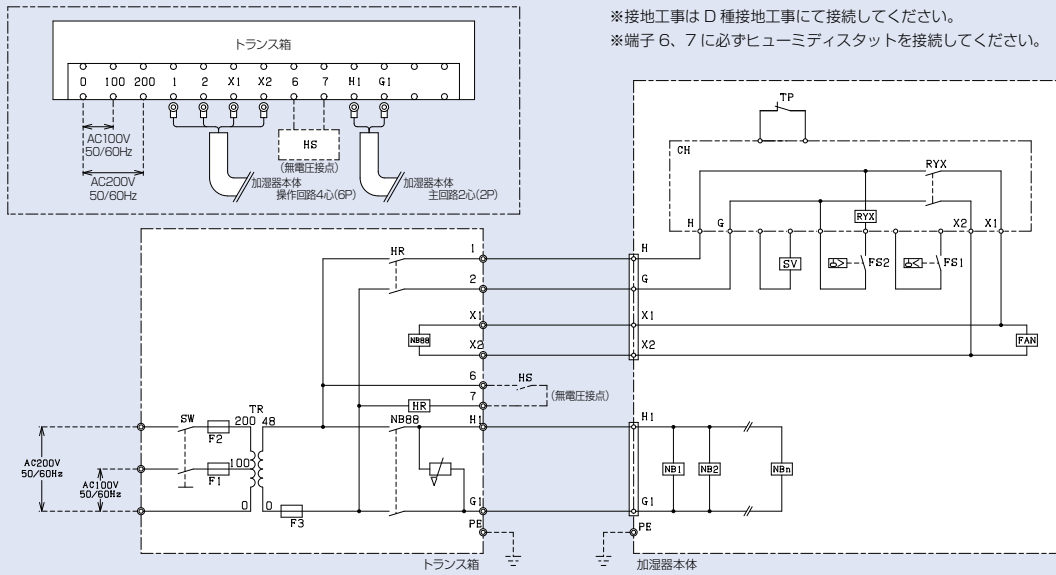 ※接地工事はD種接地工事にて接続してください。
※端子6、7に必ずヒューミディスタットを接続してください。
トランス箱
0 100 200 1 2 X1 X2 6 7 H1 G1
AC100V
50/60Hz
AC200V
50/60Hz
HS
(無電圧接点)
加湿器本体
操作回路4心(6P)
加湿器本体
主回路2心(2P)
TP
CH
RYX
RYX
H G X2 X1
SV
FS2
FS1
HR
1
2
X1
X2
NB88
6
7
HS
(無電圧接点)
HR
H1
NB88
SW
TR
200 48
F2
100
F1
0 0
F3
AC200V
50/60Hz
AC100V
50/60Hz
G1
PE
トランス箱
H
G
X1
X2
FAN
H1
NB1
NB2
NBn
G1
PE
加湿器本体